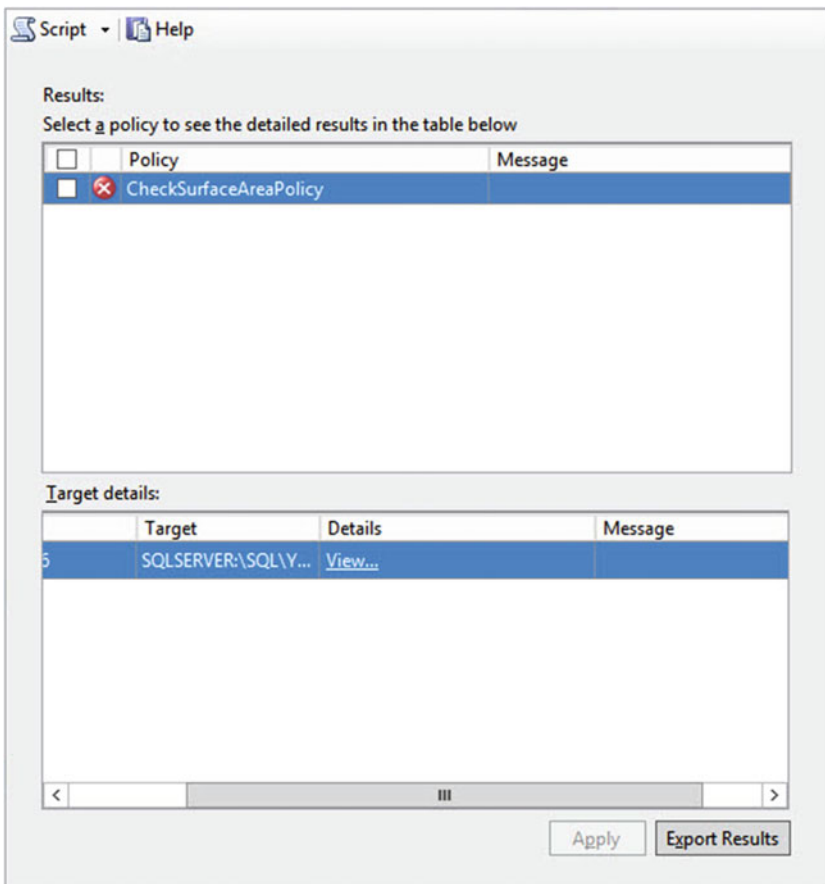 Script Help
Results:
Select a policy to see the detailed results in the table below
Policy Message
CheckSurfaceAreaPolicy
Target details:
Target Details Message
SQLSERVER:\SQL\Y... View...
Apply Export Results